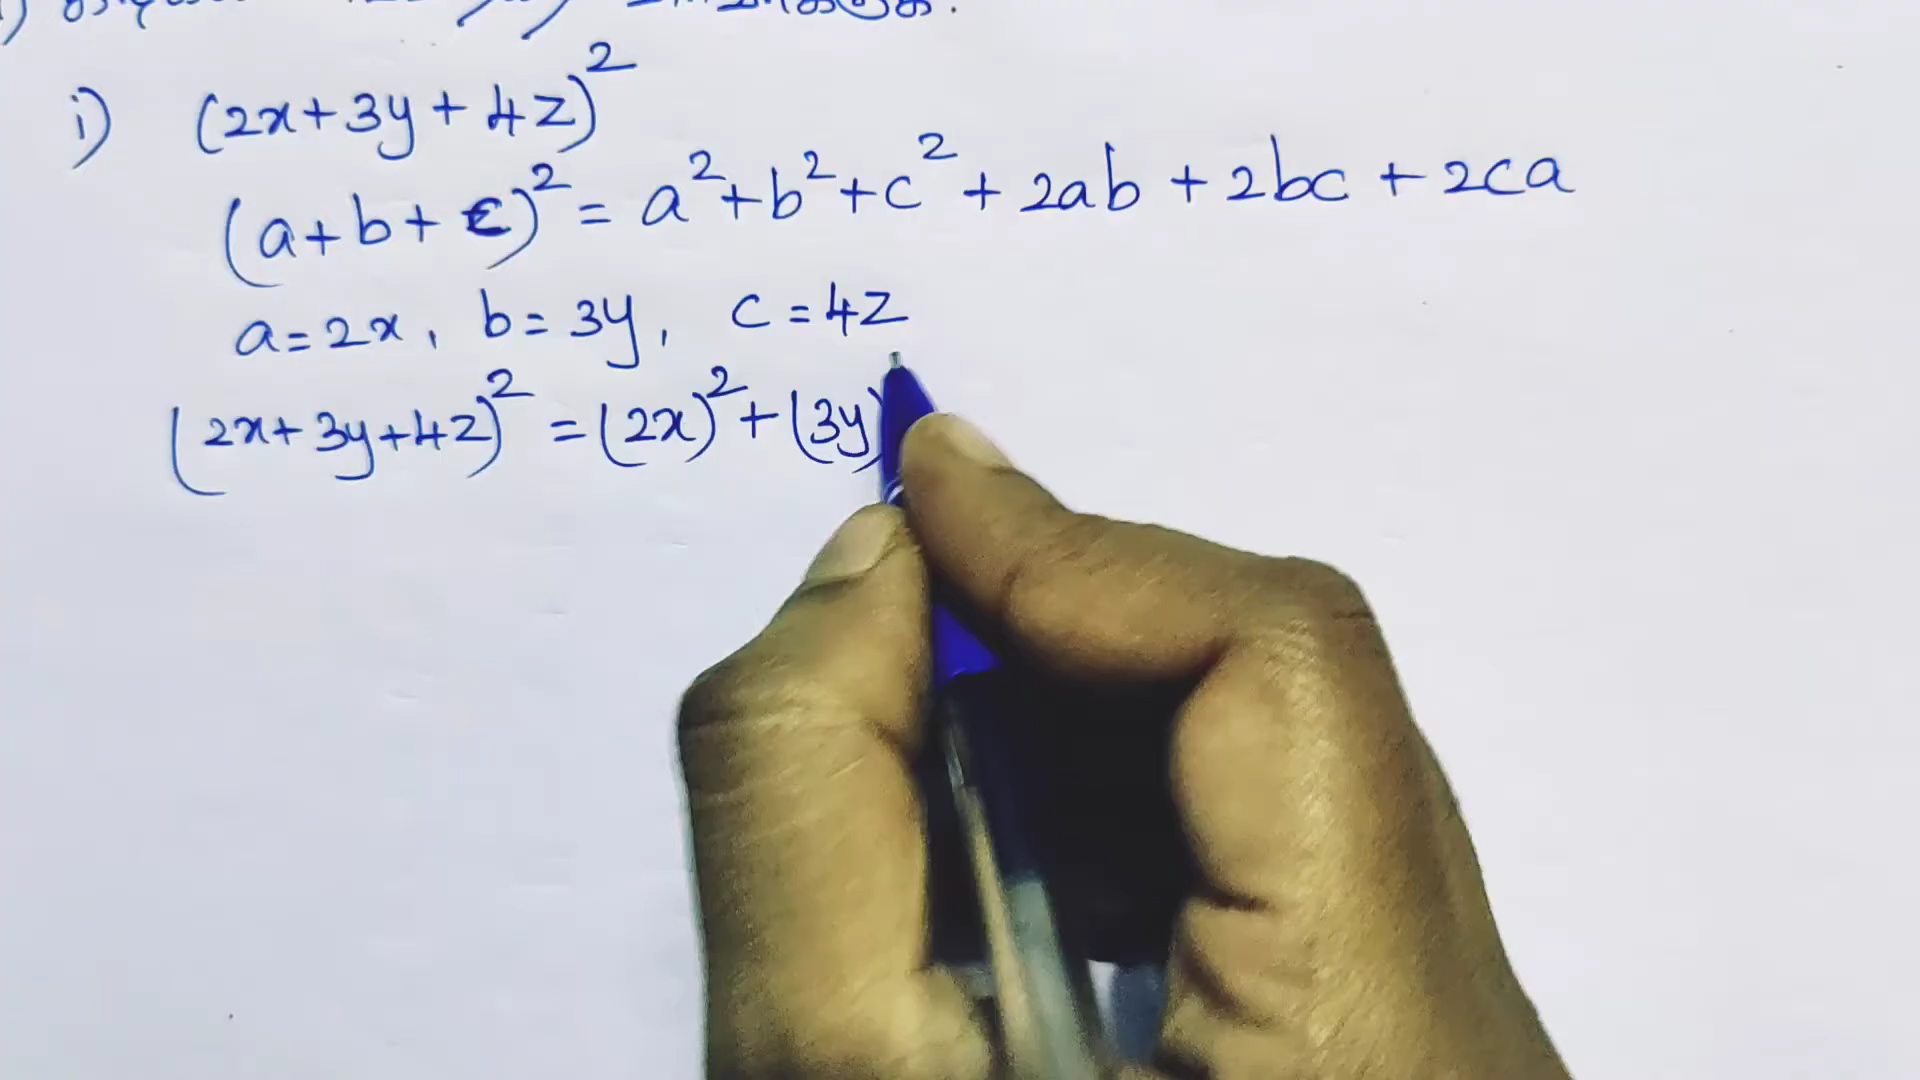 i) (2x+3y+4z)²
(a+b+c)² = a²+b²+c²+2ab+2bc+2ca
a=2x, b=3y, c=4z
(2x+3y+4z)² = (2x)²+(3y)